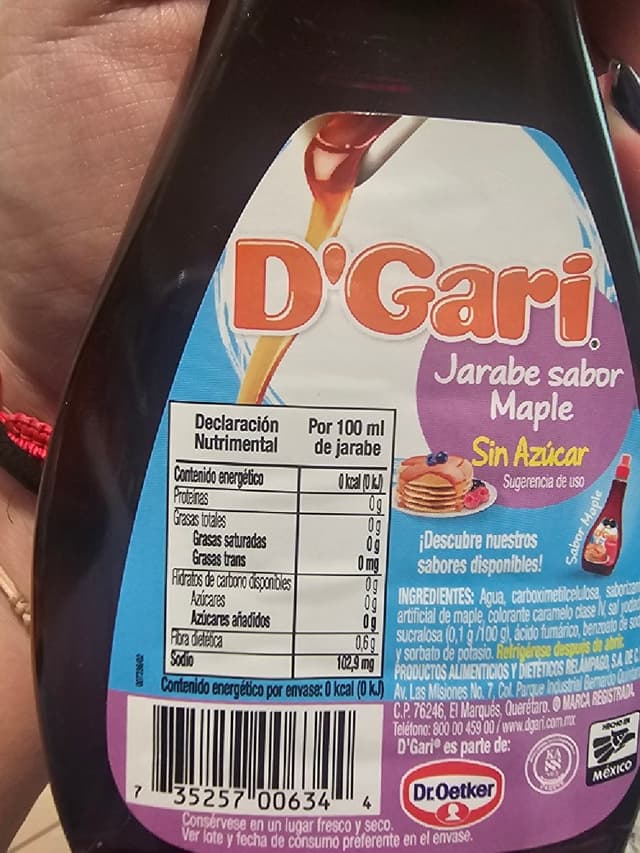 D'Gari
Jarabe sabor
Maple
Sin Azúcar
Sugerencia de uso
Declaración Nutrimental Por 100 ml de jarabe
Contenido energético 0 kcal (0 kJ)
Proteínas 0 g
Grasas totales 0 g
Grasas saturadas 0 g
Grasas trans 0 mg
Hidratos de carbono disponibles 0 g
Azúcares 0 g
Azúcares añadidos 0 g
Fibra dietética 0,6 g
Sodio 102,9 mg
Contenido energético por envase: 0 kcal (0 kJ)
¡Descubre nuestros
sabores disponibles!
Sabor Maple
INGREDIENTES: Agua, carboximetilcelulosa,
artificial de maple, colorante caramelo clase IV, sal
sucralosa (0,1 g/100 g), ácido fumárico, benzoato de
y sorbato de potasio. Refrigérese después de abrir.
PRODUCTOS ALIMENTICIOS Y DIETÉTICOS RELÁMPAGO, S.A. DE
Av. Las Misiones No. 7, Col. Parque Industrial Bernardo
C.P. 76246, El Marqués, Querétaro. ® MARCA REGISTRADA
Teléfono: 800 00 459 00 / www.dgari.com.mx
D'Gari® es parte de:
Dr.Oetker
KA
HECHO EN
MÉXICO
7 35257 00634 4
Consérvese en un lugar fresco y seco.
Ver lote y fecha de consumo preferente en el envase.